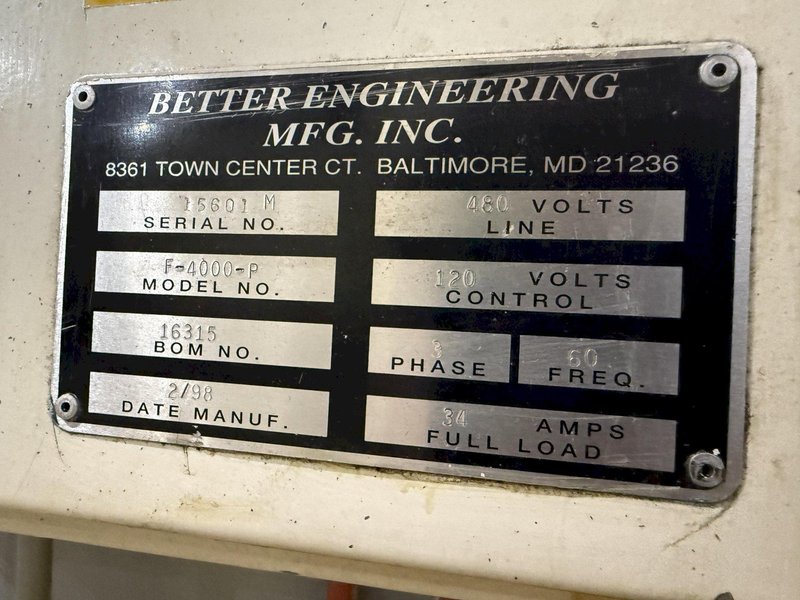 BETTER ENGINEERING
MFG. INC.
8361 TOWN CENTER CT. BALTIMORE, MD 21236
15601 M
SERIAL NO.
F-4000-P
MODEL NO.
16315
BOM NO.
2/98
DATE MANUF.
480 VOLTS
LINE
120 VOLTS
CONTROL
3
PHASE
60
FREQ.
34 AMPS
FULL LOAD